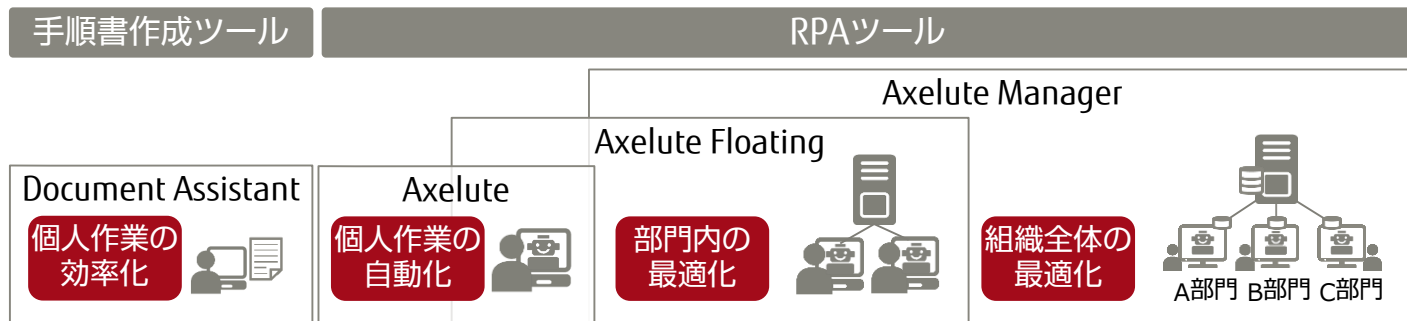 手順書作成ツール
RPAツール
Axelute Manager
Axelute Floating
Document Assistant
Axelute
個人作業の
効率化
個人作業の
自動化
部門内の
最適化
組織全体の
最適化
A部門 B部門 C部門